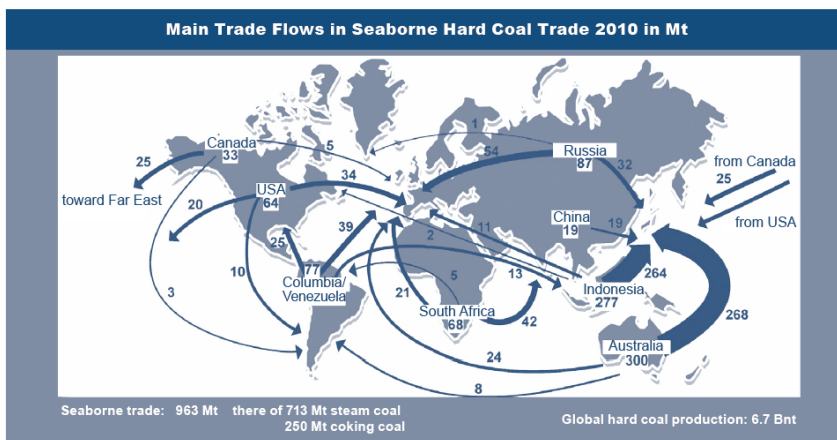 Main Trade Flows in Seaborne Hard Coal Trade 2010 in Mt
Canada
33
5
1
54
Russia
87
32
from Canada
25
from USA
25
toward Far East
20
USA
64
34
39
25
77
Columbia/
Venezuela
10
3
2
11
China
19
19
5
13
21
South Africa
68
42
Indonesia
277
264
268
Australia
300
24
8
Seaborne trade: 963 Mt there of 713 Mt steam coal
250 Mt coking coal
Global hard coal production: 6.7 Bnt